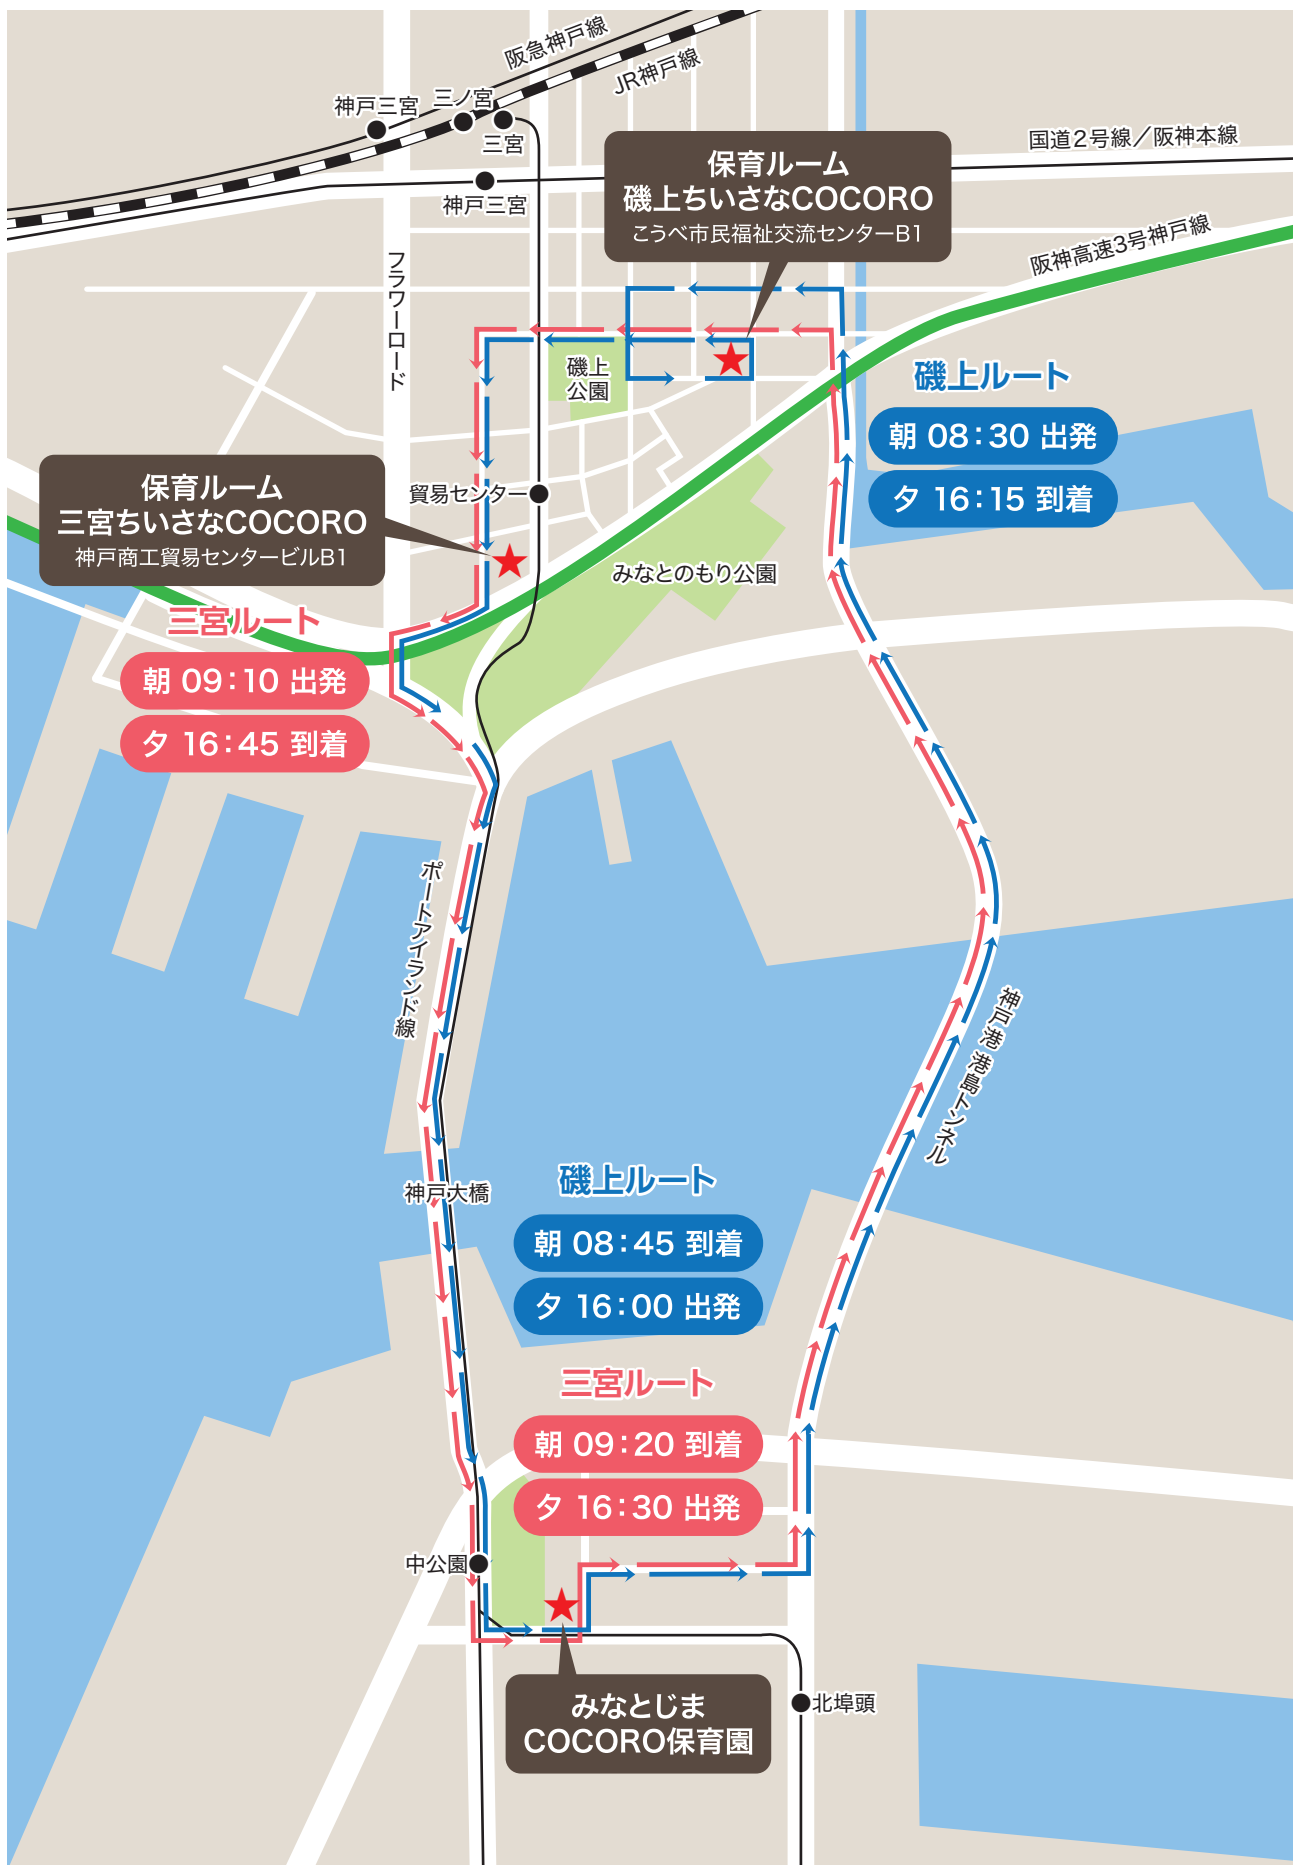 阪急神戸線
JR神戸線
神戸三宮
三ノ宮
三宮
神戸三宮
国道2号線／阪神本線
保育ルーム
磯上ちいさなCOCORO
こうべ市民福祉交流センターB1
阪神高速3号神戸線
フラワーロード
磯上
公園
磯上ルート
朝 08：30 出発
夕 16：15 到着
保育ルーム
三宮ちいさなCOCORO
神戸商工貿易センタービルB1
貿易センター
みなとのもり公園
三宮ルート
朝 09：10 出発
夕 16：45 到着
ポートアイランド線
神戸港 港島トンネル
神戸大橋
磯上ルート
朝 08：45 到着
夕 16：00 出発
三宮ルート
朝 09：20 到着
夕 16：30 出発
中公園
みなとじま
COCORO保育園
北埠頭